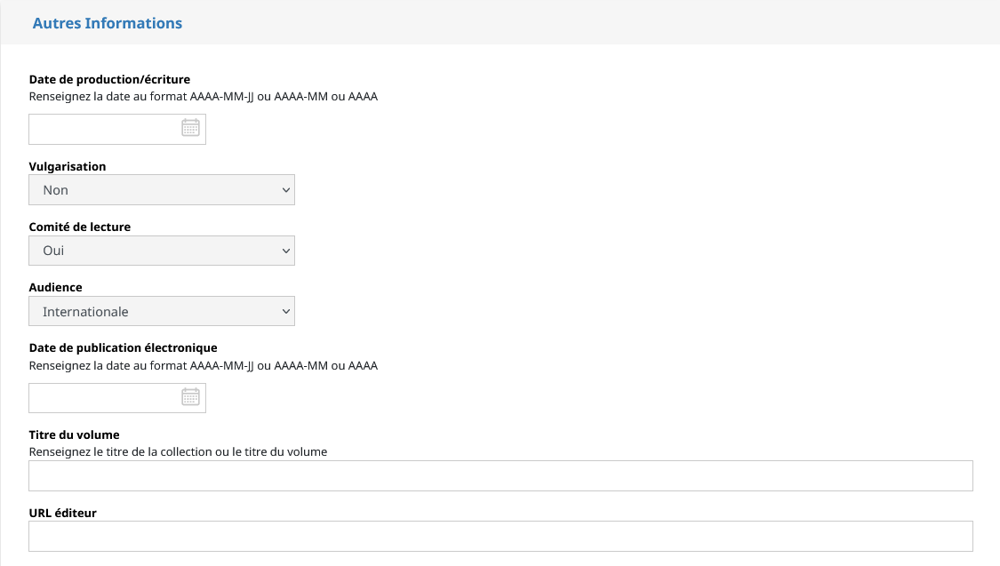 Autres Informations
Date de production/écriture
Renseignez la date au format AAAA-MM-JJ ou AAAA-MM ou AAAA
Vulgarisation
Non
Comité de lecture
Oui
Audience
Internationale
Date de publication électronique
Renseignez la date au format AAAA-MM-JJ ou AAAA-MM ou AAAA
Titre du volume
Renseignez le titre de la collection ou le titre du volume
URL éditeur